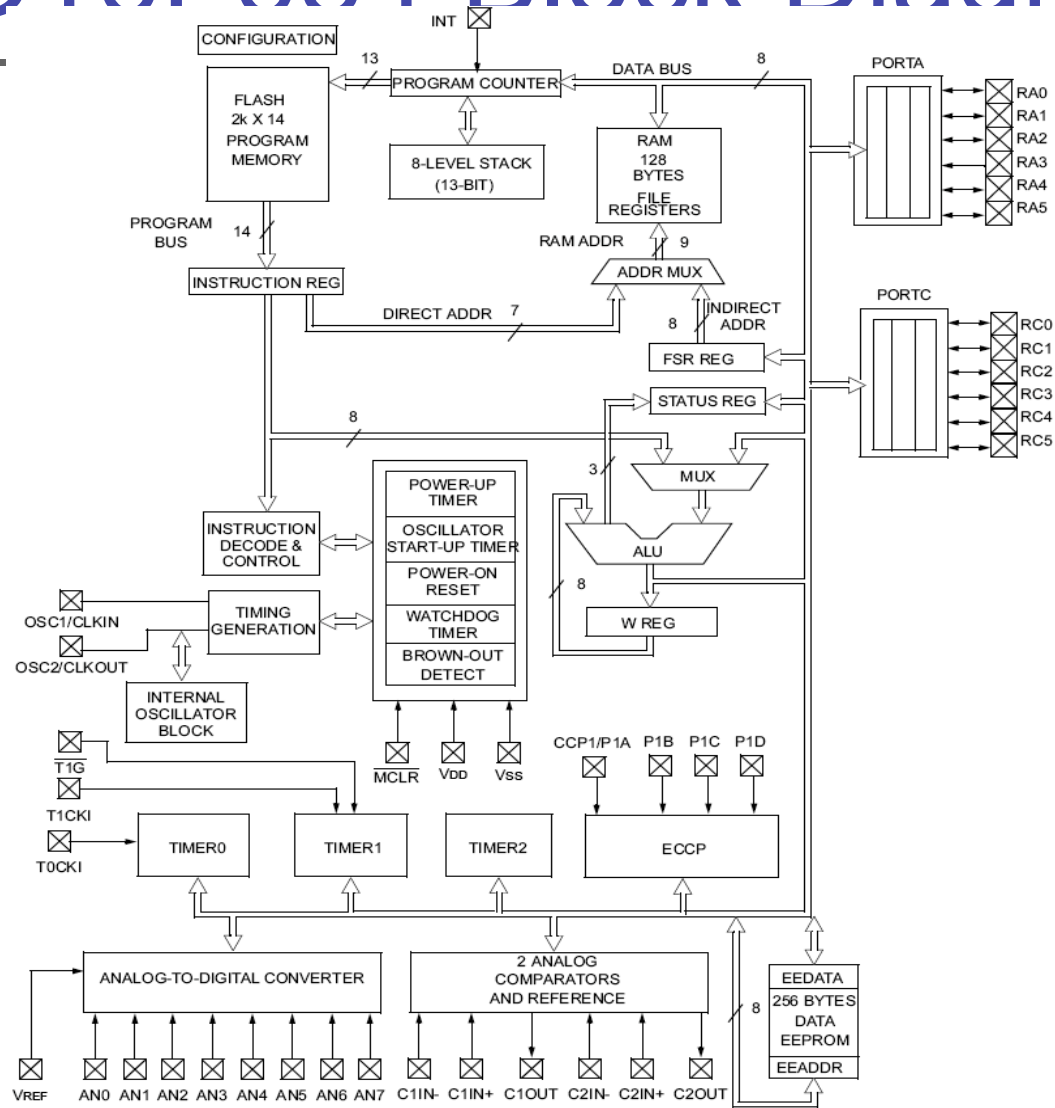 INT
CONFIGURATION
13
PROGRAM COUNTER
DATA BUS
8
PORTA
FLASH
2k X 14
PROGRAM
MEMORY
8-LEVEL STACK
(13-BIT)
RAM
128
BYTES
FILE
REGISTERS
RA0
RA1
RA2
RA3
RA4
RA5
PROGRAM
BUS
14
RAM ADDR
9
ADDR MUX
INSTRUCTION REG
DIRECT ADDR
7
8
INDIRECT
ADDR
FSR REG
STATUS REG
PORTC
RC0
RC1
RC2
RC3
RC4
RC5
8
3
MUX
ALU
8
W REG
POWER-UP
TIMER
OSCILLATOR
START-UP TIMER
POWER-ON
RESET
WATCHDOG
TIMER
BROWN-OUT
DETECT
INSTRUCTION
DECODE &
CONTROL
OSC1/CLKIN
OSC2/CLKOUT
TIMING
GENERATION
INTERNAL
OSCILLATOR
BLOCK
MCLR
VDD
VSS
CCP1/P1A
P1B
P1C
P1D
T1G
T1CKI
T0CKI
TIMER0
TIMER1
TIMER2
ECCP
ANALOG-TO-DIGITAL CONVERTER
2 ANALOG
COMPARATORS
AND REFERENCE
8
EEDATA
256 BYTES
DATA
EEPROM
EEADDR
VREF
AN0
AN1
AN2
AN3
AN4
AN5
AN6
AN7
C1IN-
C1IN+
C1OUT
C2IN-
C2IN+
C2OUT